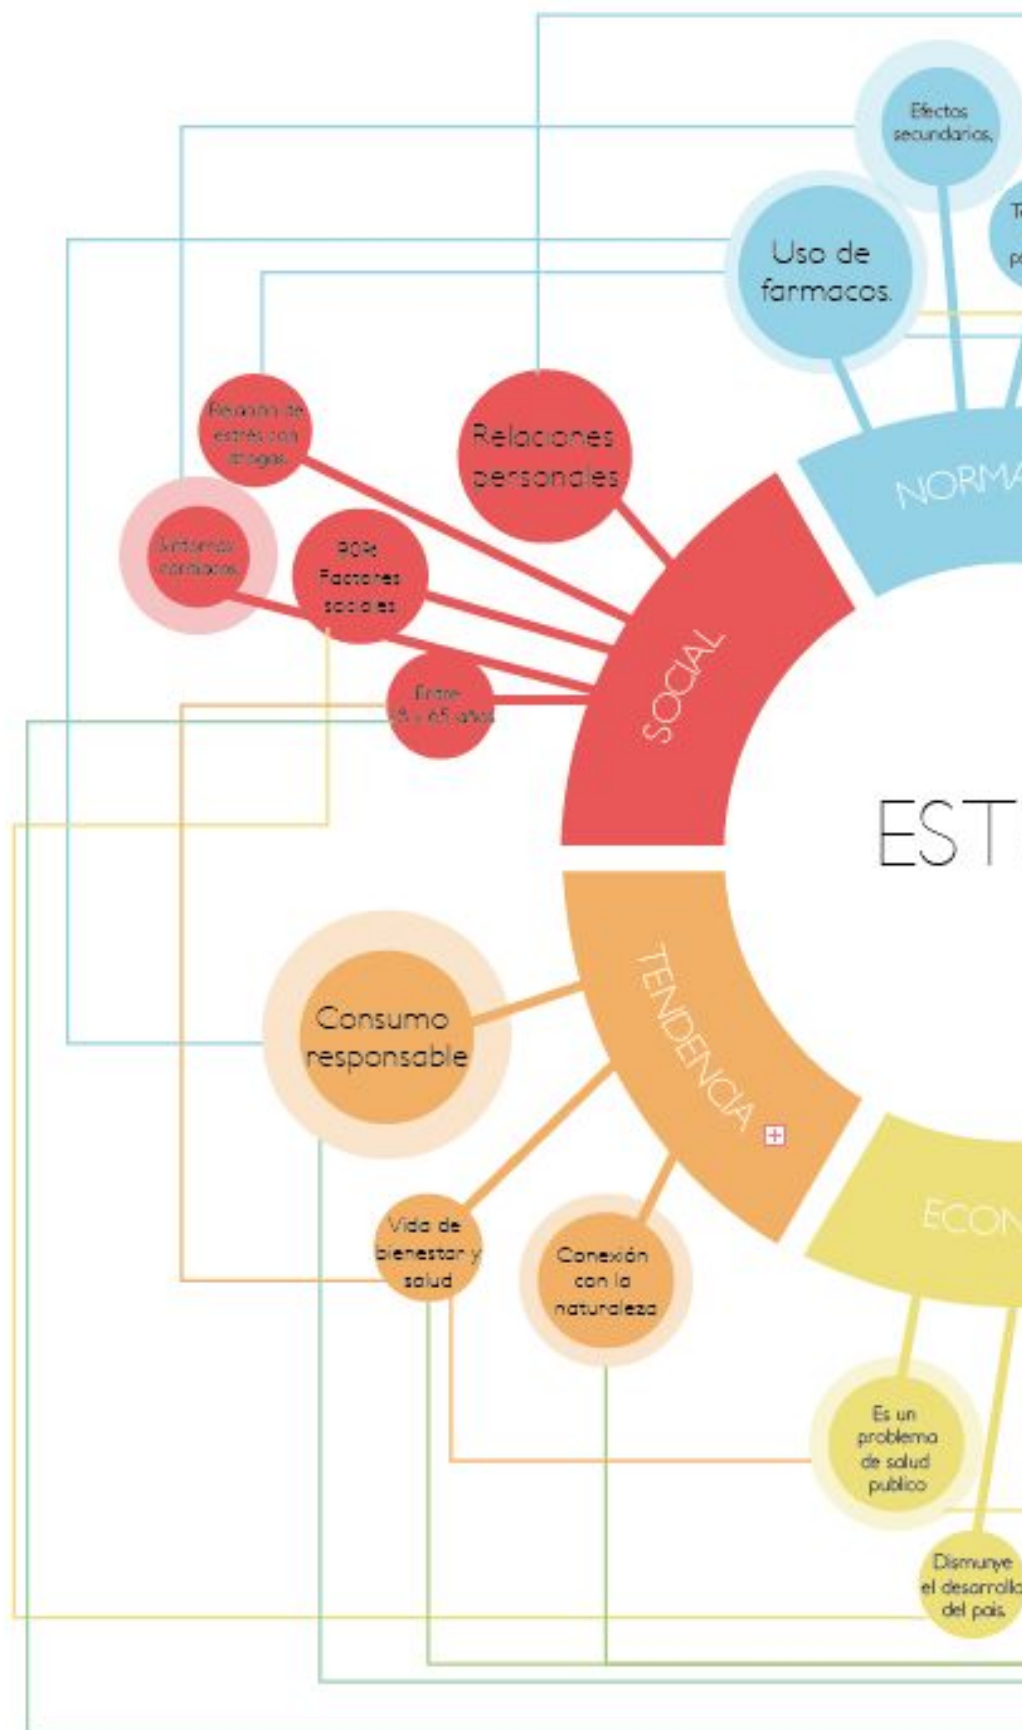 Efectos
secundarios.
Uso de
farmacos.
Relación de
estrés con
drogas.
Relaciones
personales
NORMA
90%
Factores
sociales
Entre
65 años
SOCIAL
EST
TENDENCIA
Consumo
responsable
Vida de
bienestar y
salud
Conexión
con la
naturaleza
ECON
Es un
problema
de salud
publico
Dismunye
el desarrollo
del pais.